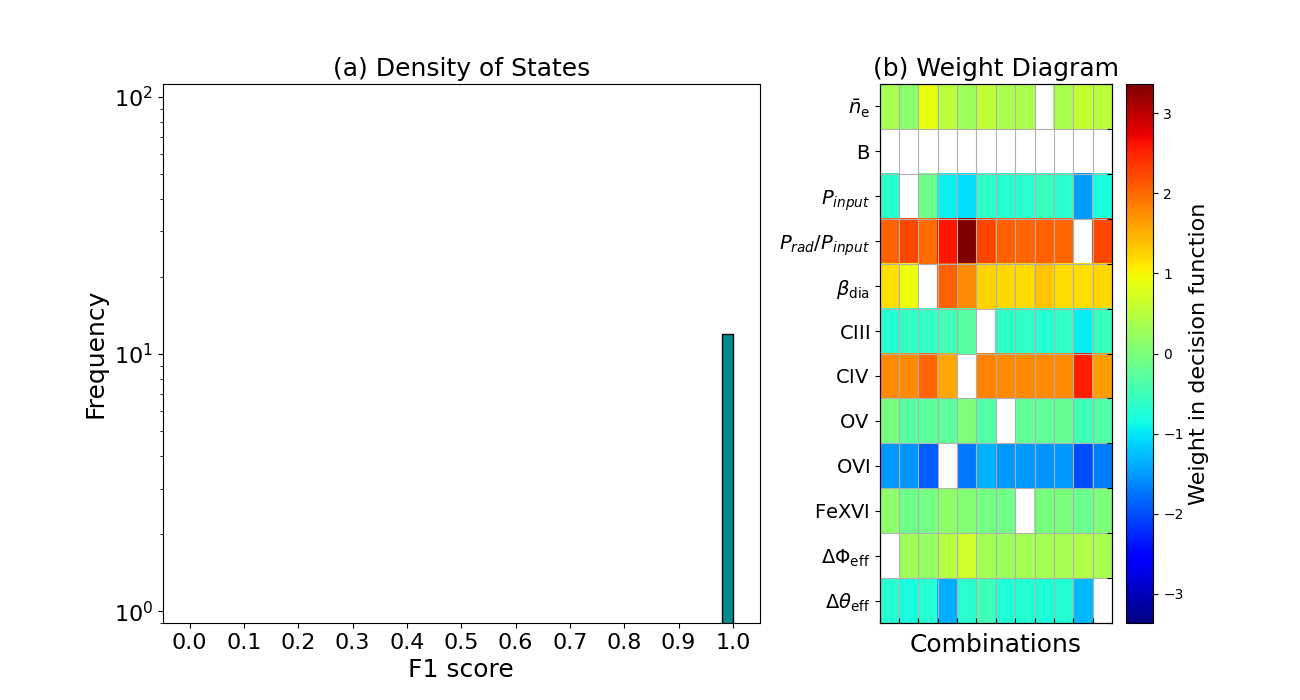 (a) Density of States
10²
10¹
10⁰
Frequency
0.0 0.1 0.2 0.3 0.4 0.5 0.6 0.7 0.8 0.9 1.0
F1 score
(b) Weight Diagram
n̄e
B
Pinput
Prad/Pinput
βdia
CIII
CIV
OV
OVI
FeXVI
ΔΦeff
Δθeff
Combinations
3
2
1
0
−1
−2
−3
Weight in decision function